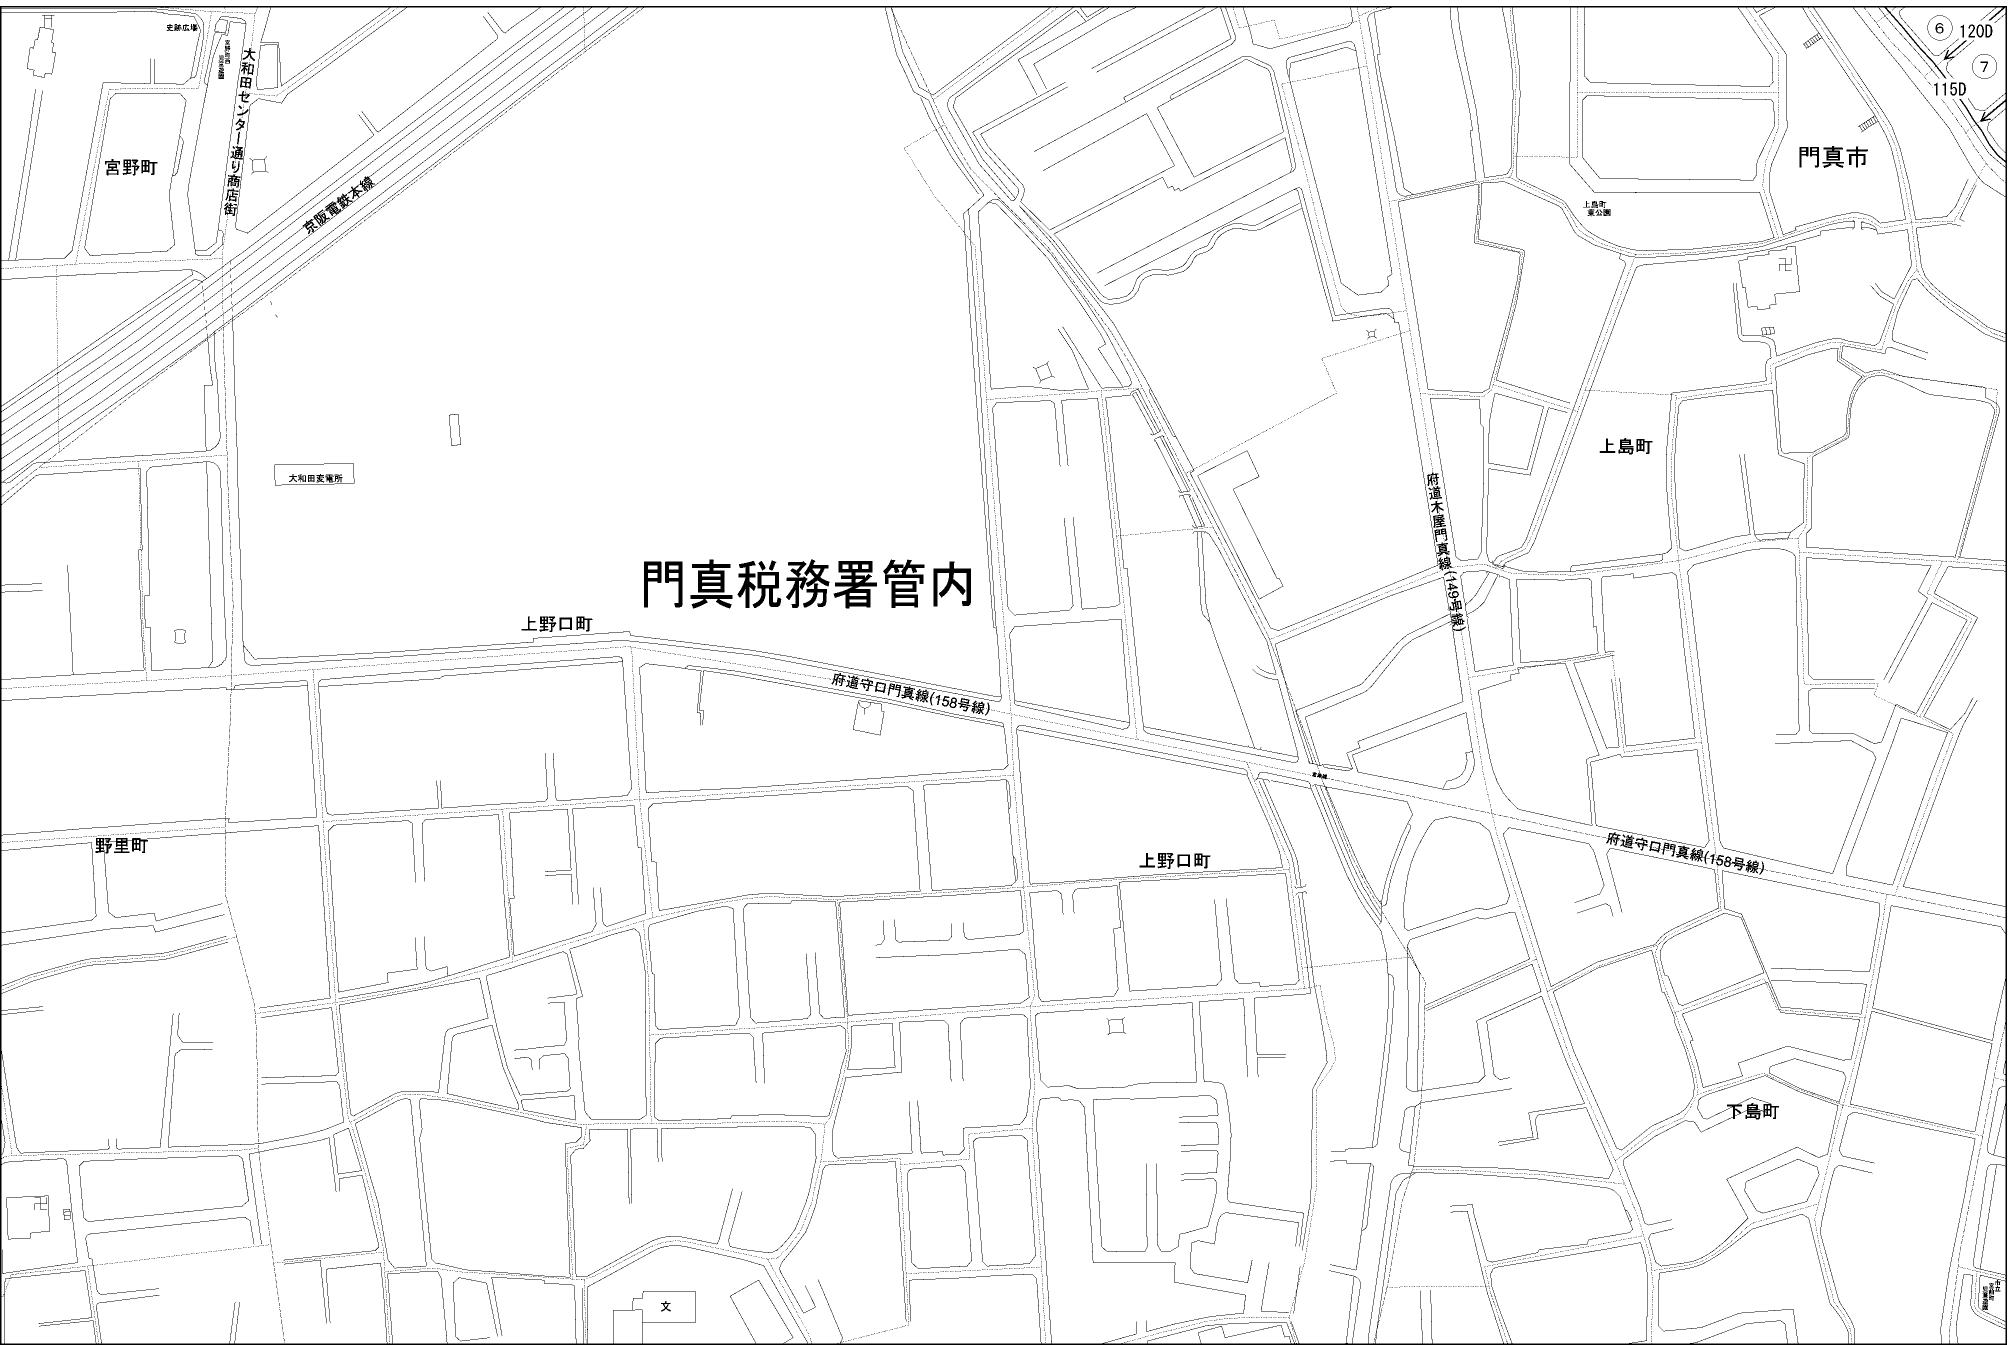 史跡広場
大和田センター通り商店街
⑥ 120D
⑦
115D
宮野町
門真市
京阪電鉄本線
上島町
東公園
上島町
大和田変電所
府道木屋門真線(149号線)
門真税務署管内
上野口町
府道守口門真線(158号線)
野里町
上野口町
府道守口門真線(158号線)
下島町
文